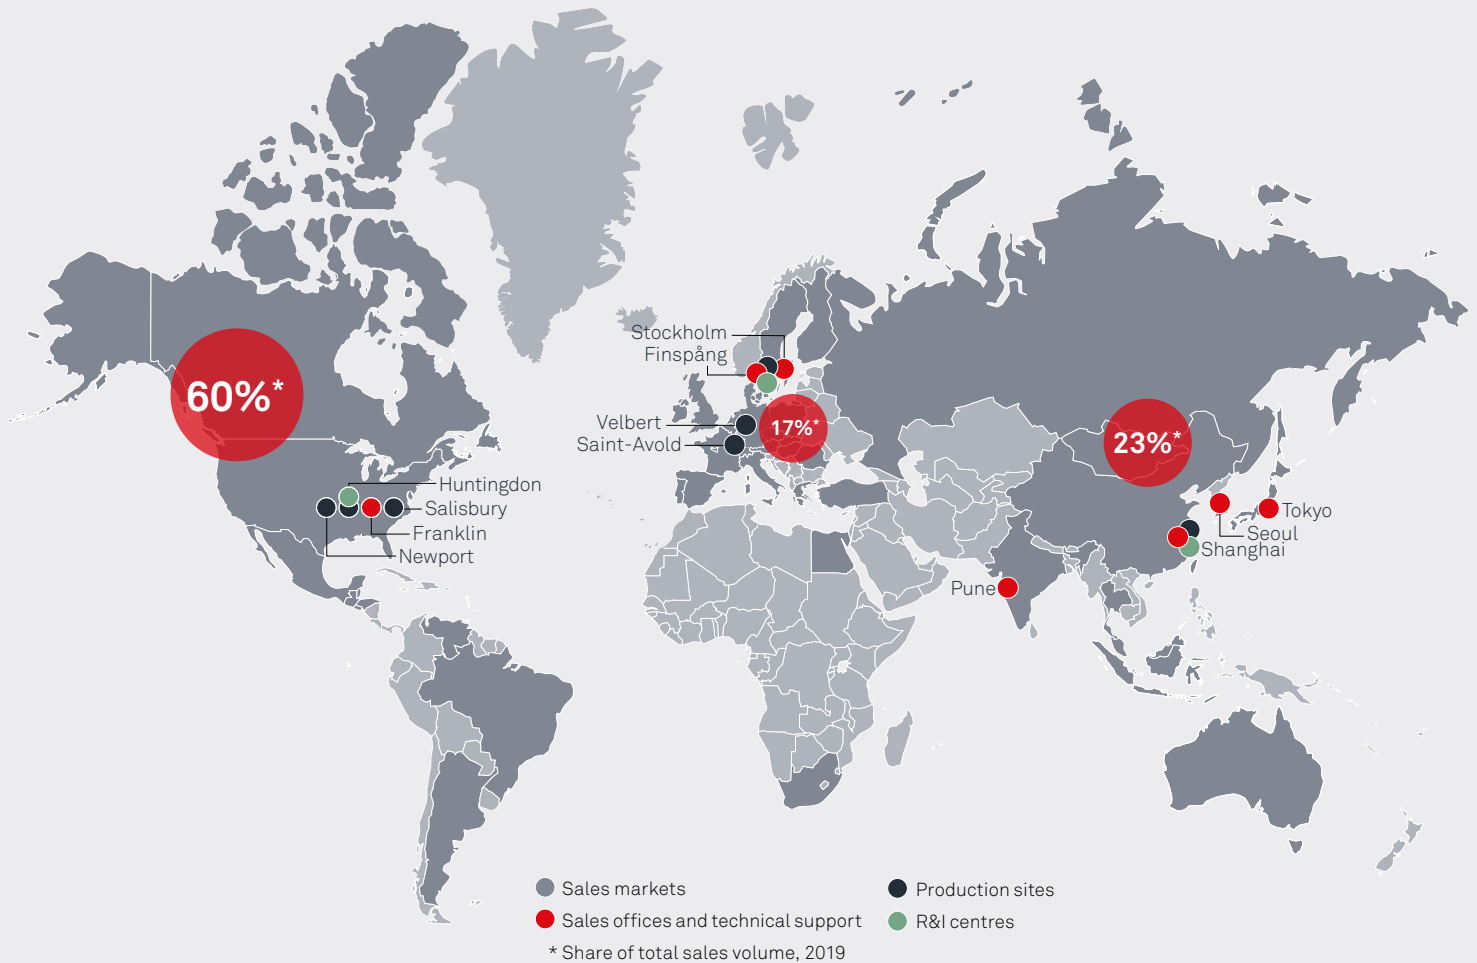 60%*
Stockholm
Finspång
Velbert
17%*
Saint-Avold
23%*
Huntingdon
Salisbury
Franklin
Newport
Tokyo
Seoul
Shanghai
Pune
Sales markets
Production sites
Sales offices and technical support
R&I centres
* Share of total sales volume, 2019